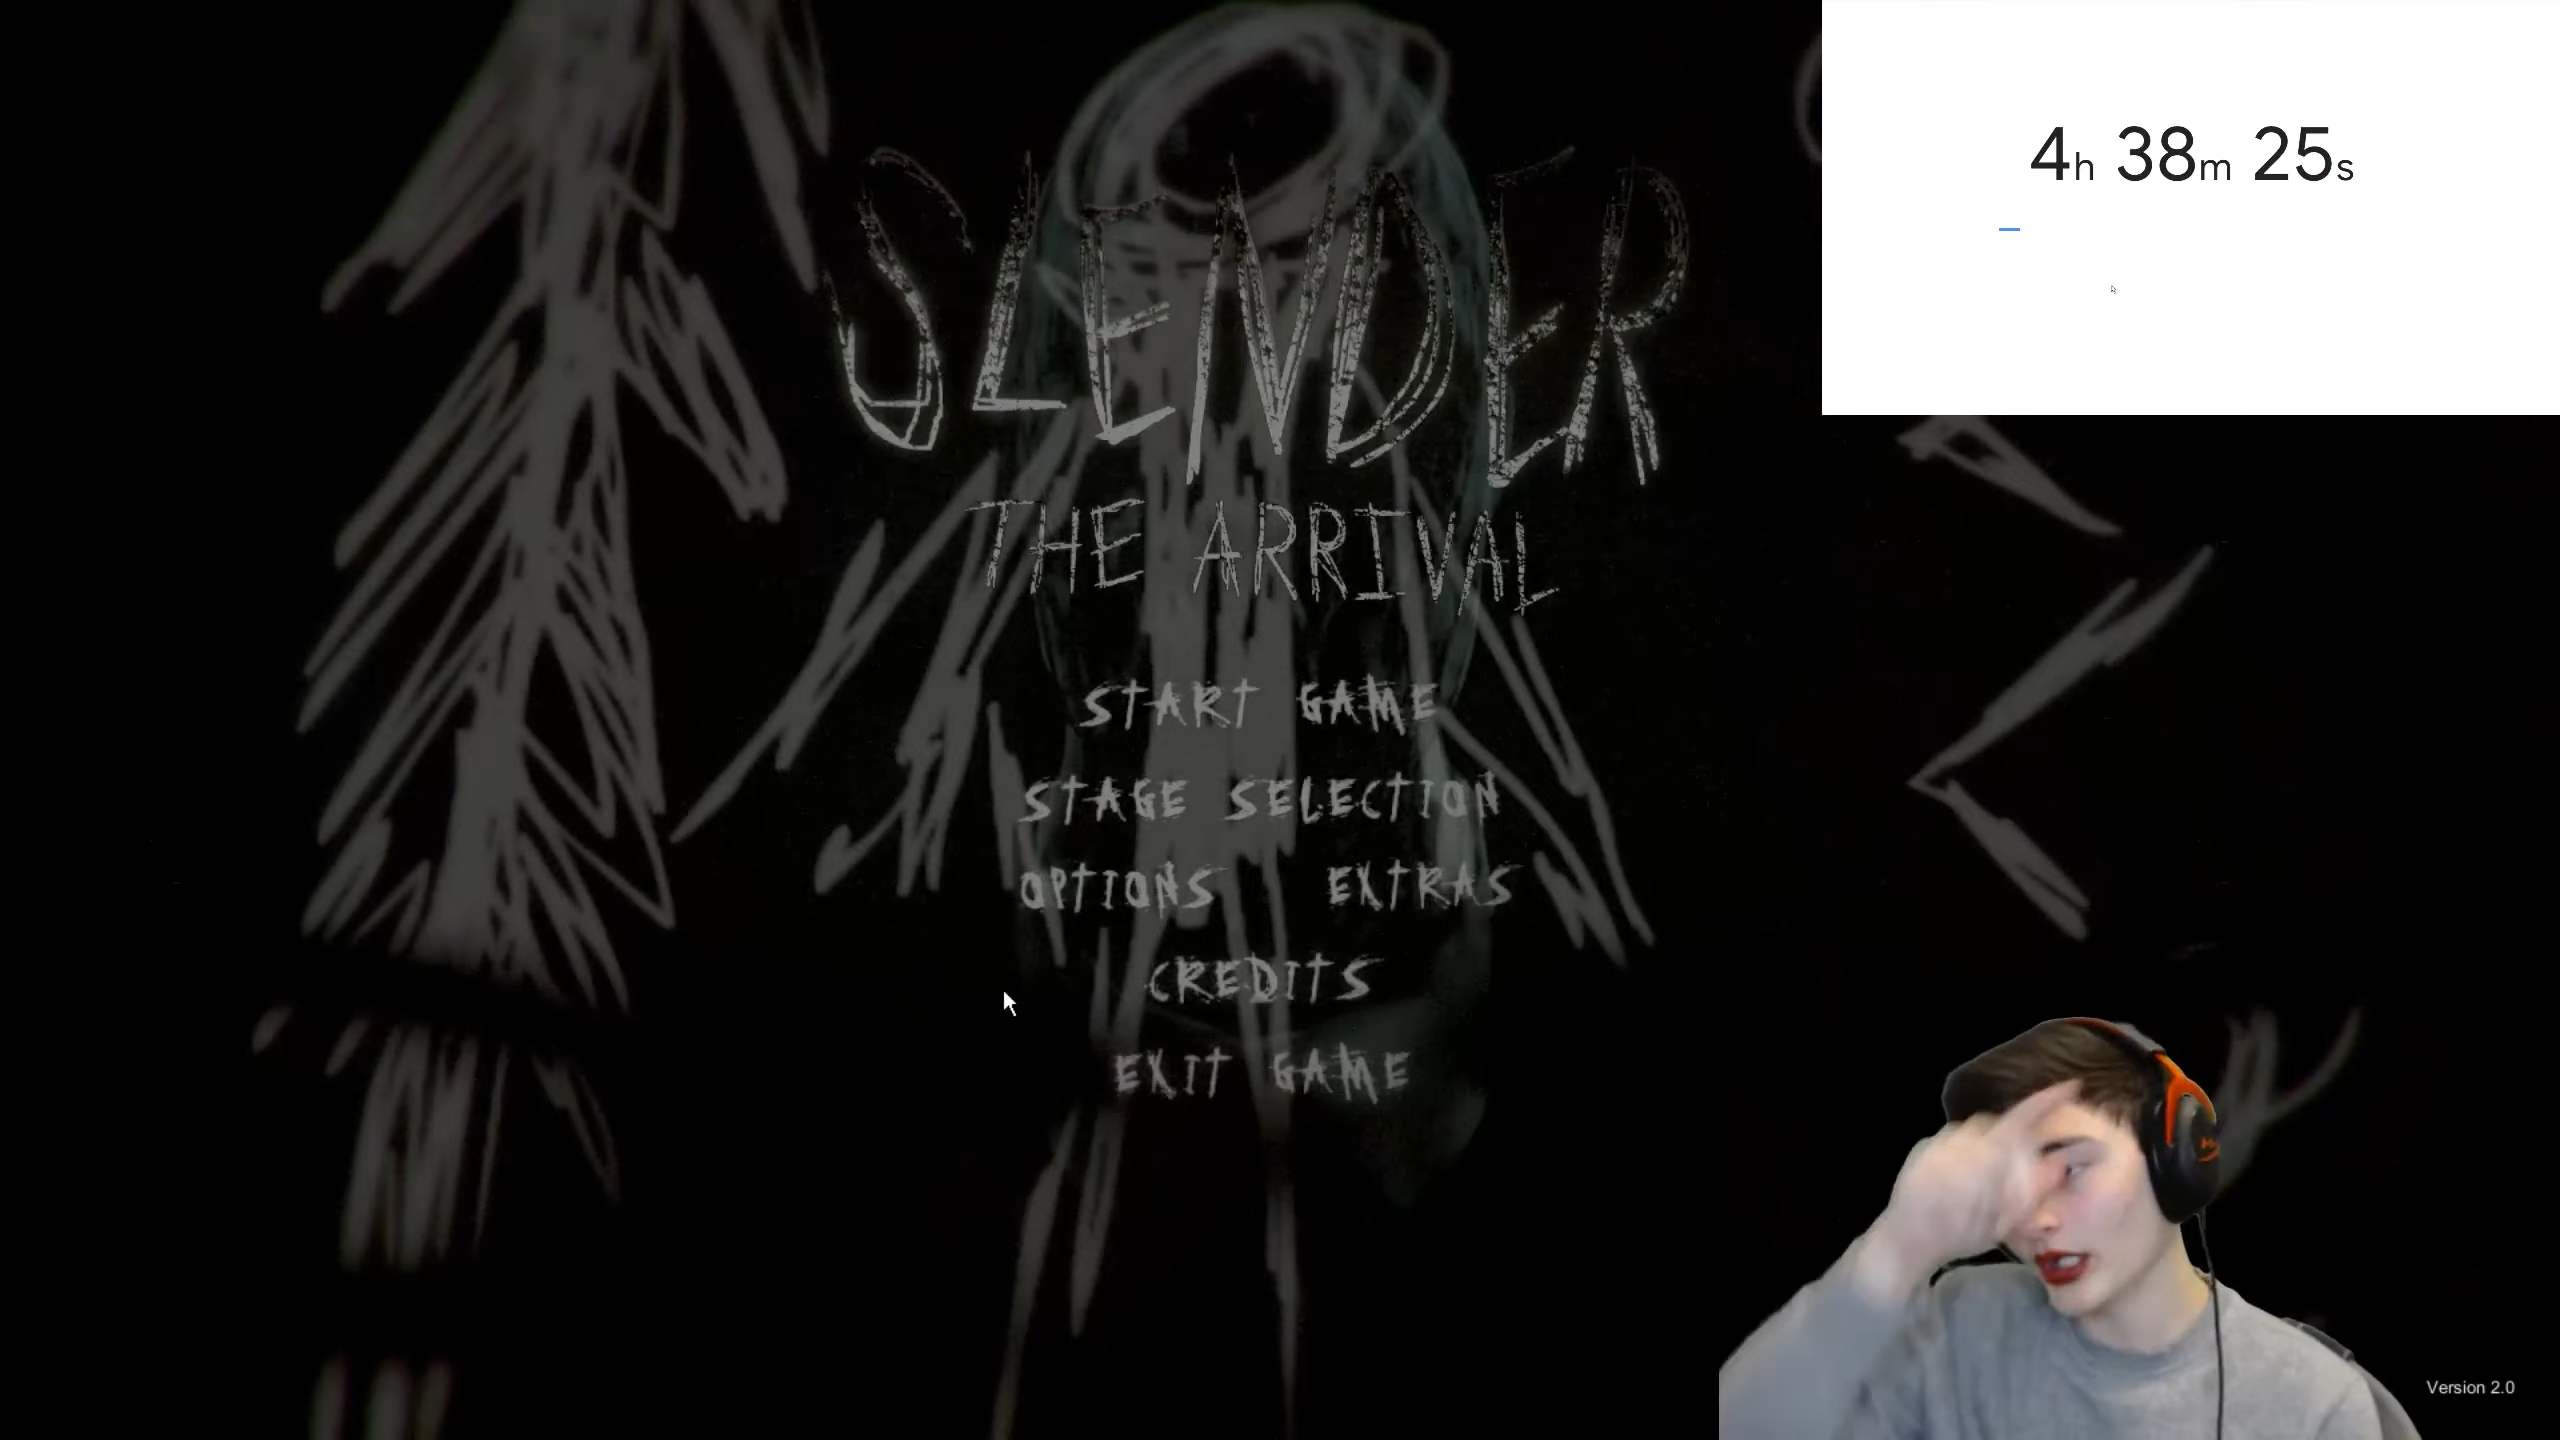 SLENDER
THE ARRIVAL
START GAME
STAGE SELECTION
OPTIONS EXTRAS
CREDITS
EXIT GAME
4h 38m 25s
Version 2.0